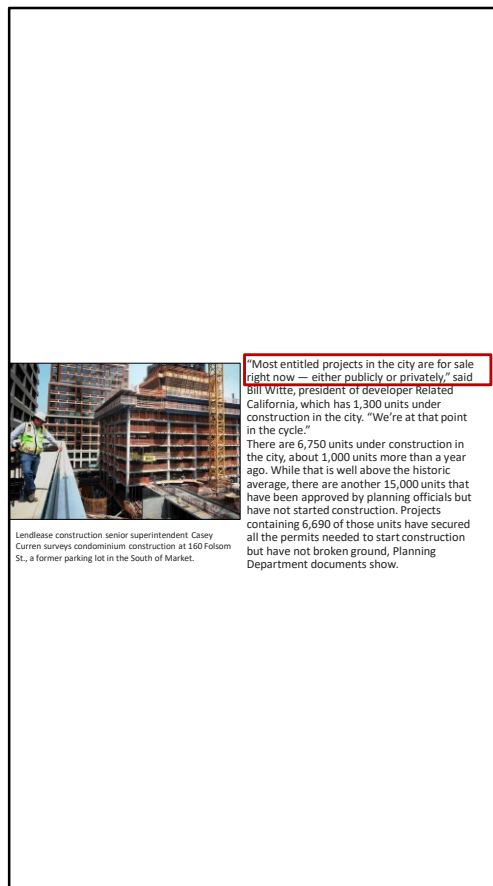 “Most entitled projects in the city are for sale
right now — either publicly or privately,” said
Bill Witte, president of developer Related
California, which has 1,300 units under
construction in the city. “We’re at that point
in the cycle.”
There are 6,750 units under construction in
the city, about 1,000 units more than a year
ago. While that is well above the historic
average, there are another 15,000 units that
have been approved by planning officials but
have not started construction. Projects
containing 6,690 of those units have secured
all the permits needed to start construction
but have not broken ground, Planning
Department documents show.
Lendlease construction senior superintendent Casey
Curren surveys condominium construction at 160 Folsom
St., a former parking lot in the South of Market.